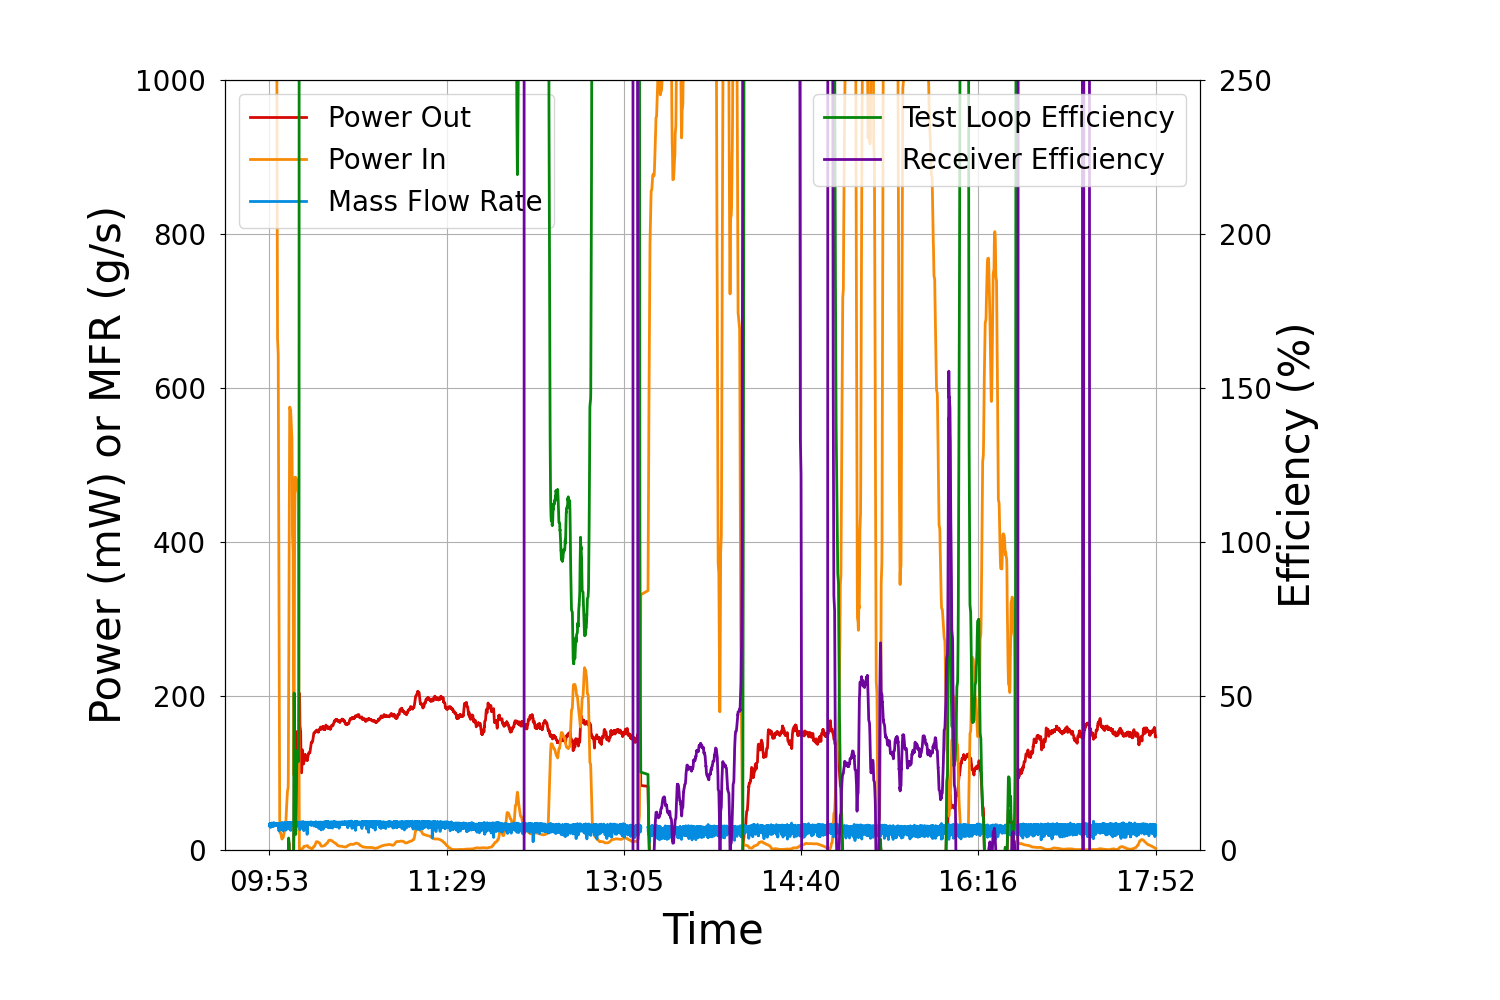 1000
800
600
400
200
0
Power (mW) or MFR (g/s)
Power Out
Power In
Mass Flow Rate
Test Loop Efficiency
Receiver Efficiency
250
200
150
100
50
0
Efficiency (%)
09:53 11:29 13:05 14:40 16:16 17:52
Time